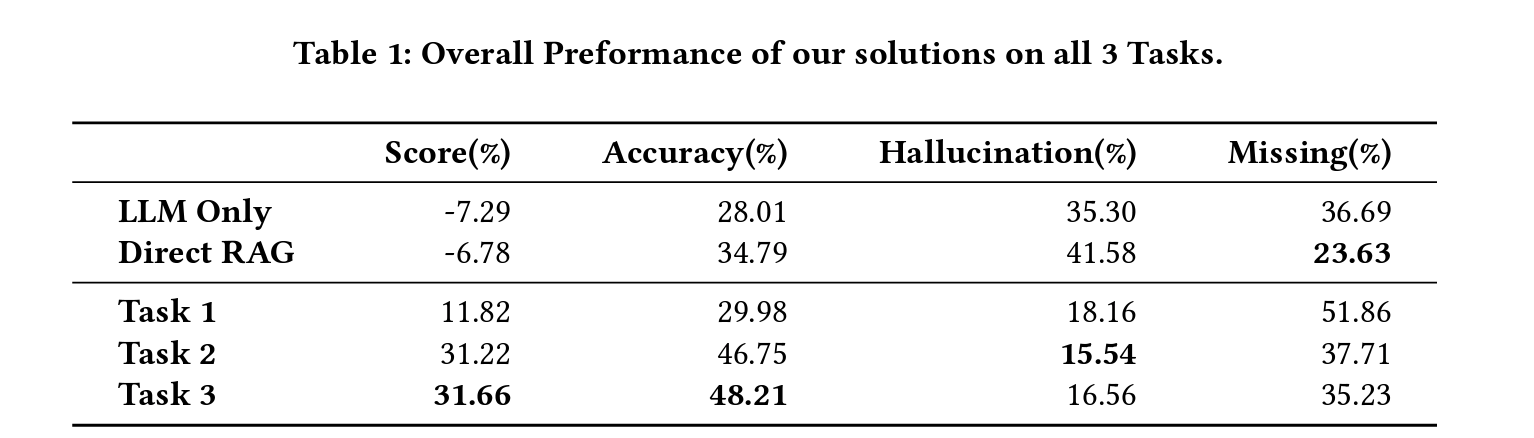 Table 1: Overall Preformance of our solutions on all 3 Tasks.
Score(%) Accuracy(%) Hallucination(%) Missing(%)
LLM Only -7.29 28.01 35.30 36.69
Direct RAG -6.78 34.79 41.58 23.63
Task 1 11.82 29.98 18.16 51.86
Task 2 31.22 46.75 15.54 37.71
Task 3 31.66 48.21 16.56 35.23